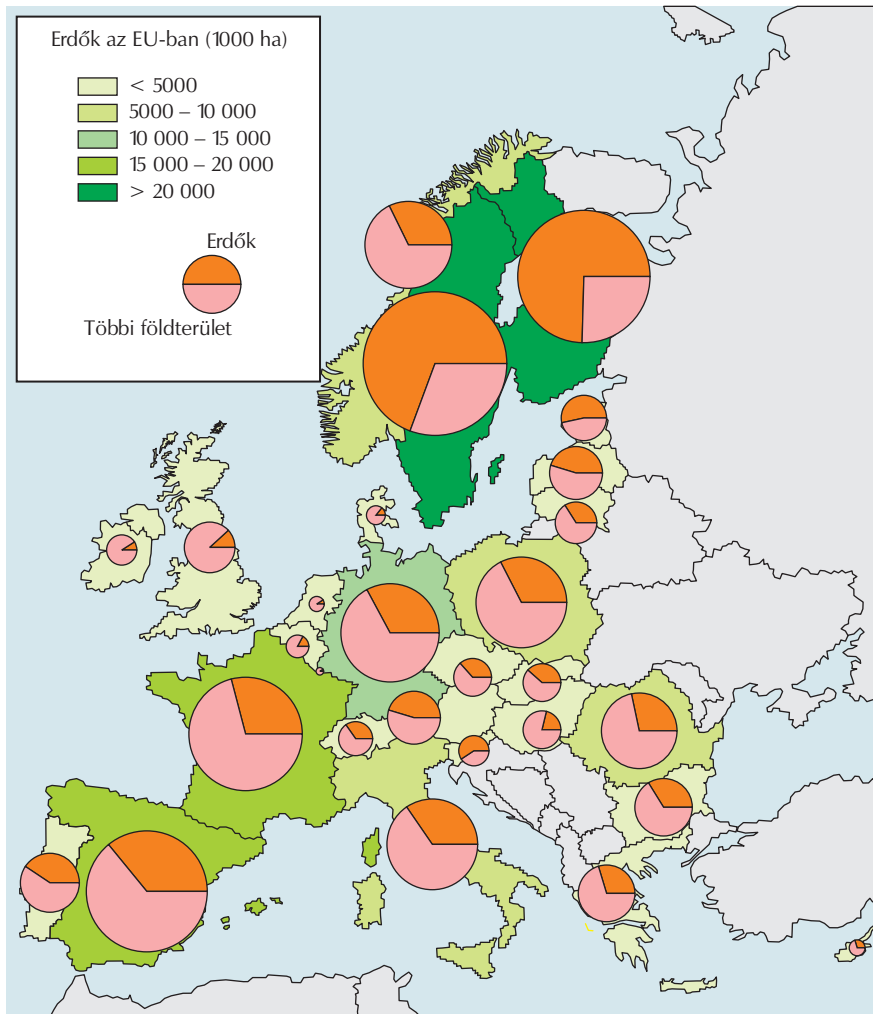 Erdők az EU-ban (1000 ha)
< 5000
5000 – 10 000
10 000 – 15 000
15 000 – 20 000
> 20 000
Erdők
Többi földterület